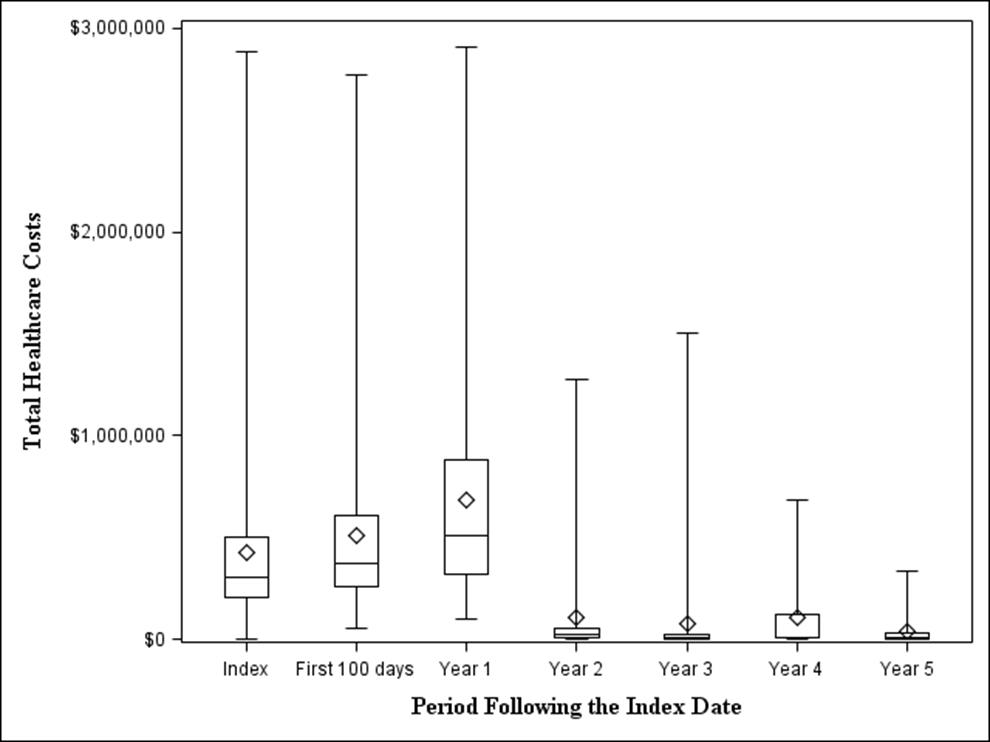 $3,000,000
$2,000,000
$1,000,000
$0
Total Healthcare Costs
Index First 100 days Year 1 Year 2 Year 3 Year 4 Year 5
Period Following the Index Date